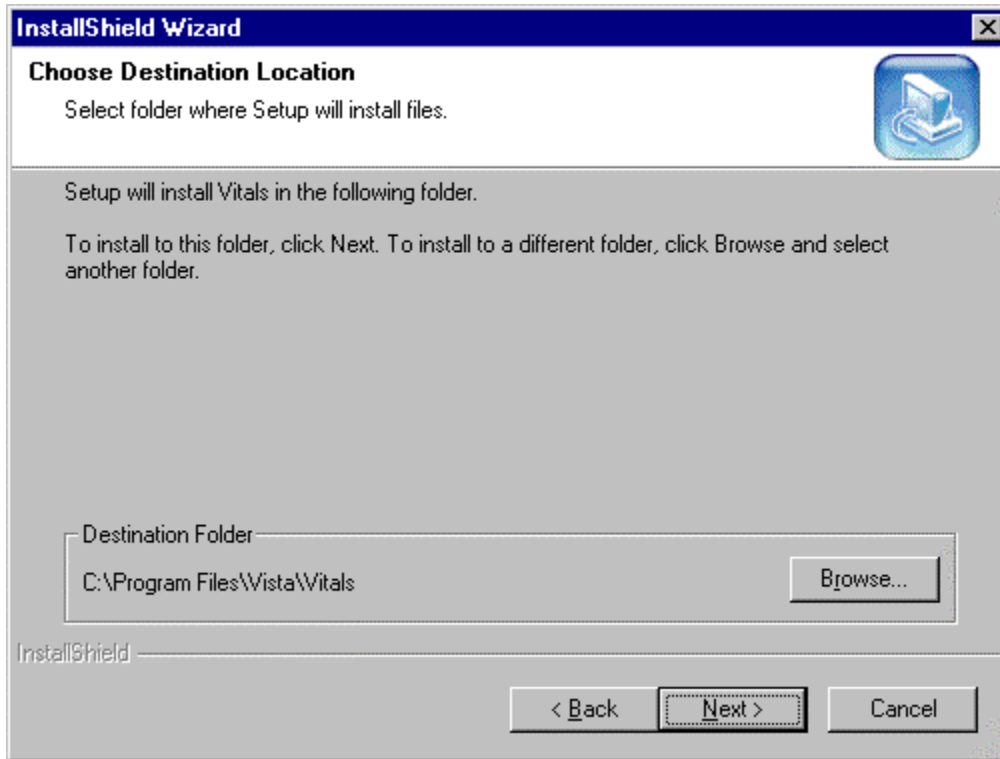 InstallShield Wizard
Choose Destination Location
Select folder where Setup will install files.
Setup will install Vitals in the following folder.
To install to this folder, click Next. To install to a different folder, click Browse and select
another folder.
Destination Folder
C:\Program Files\Vista\Vitals
Browse...
InstallShield
< Back
Next >
Cancel